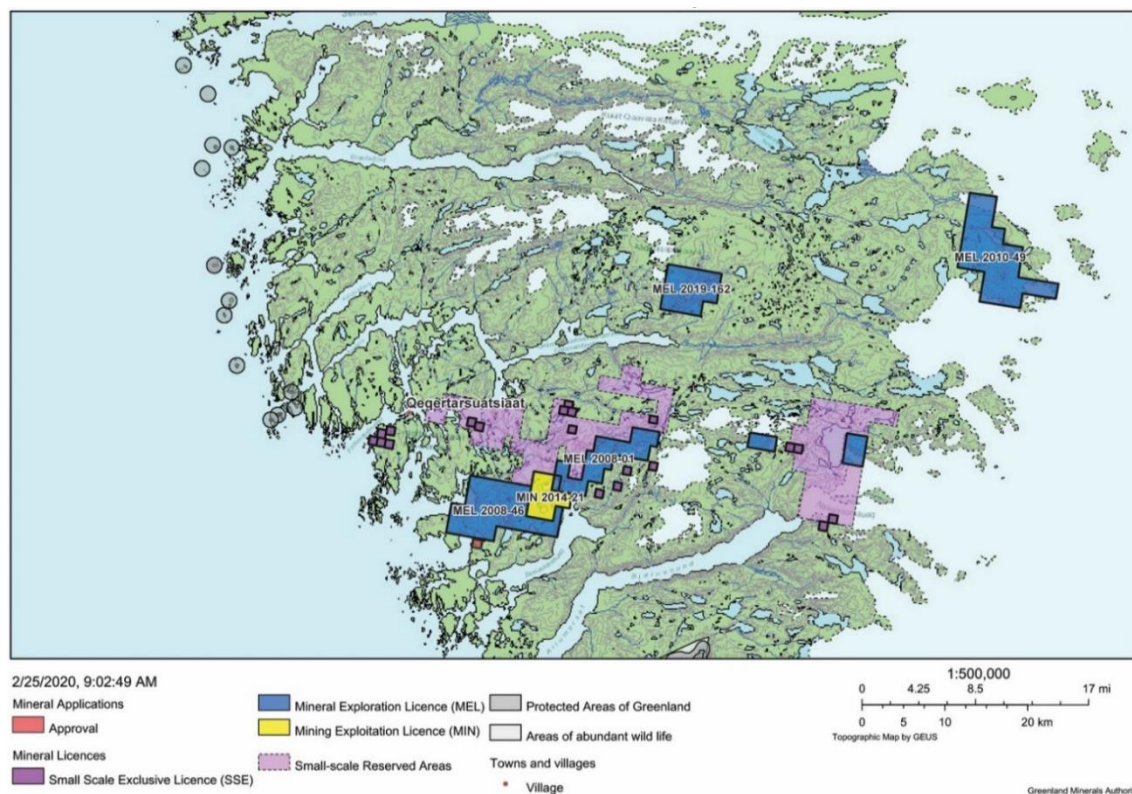 MEL 2010-49
MEL 2019-162
Qeqertarsuatsiaat
MEL 2008-01
MIN 2014-21
MEL 2008-46
2/25/2020, 9:02:49 AM
Mineral Applications
Approval
Mineral Licences
Small Scale Exclusive Licence (SSE)
Mineral Exploration Licence (MEL)
Mining Exploitation Licence (MIN)
Small-scale Reserved Areas
Protected Areas of Greenland
Areas of abundant wild life
Towns and villages
Village
1:500,000
0 4.25 8.5 17 mi
0 5 10 20 km
Topographic Map by GEUS
Greenland Minerals Authori